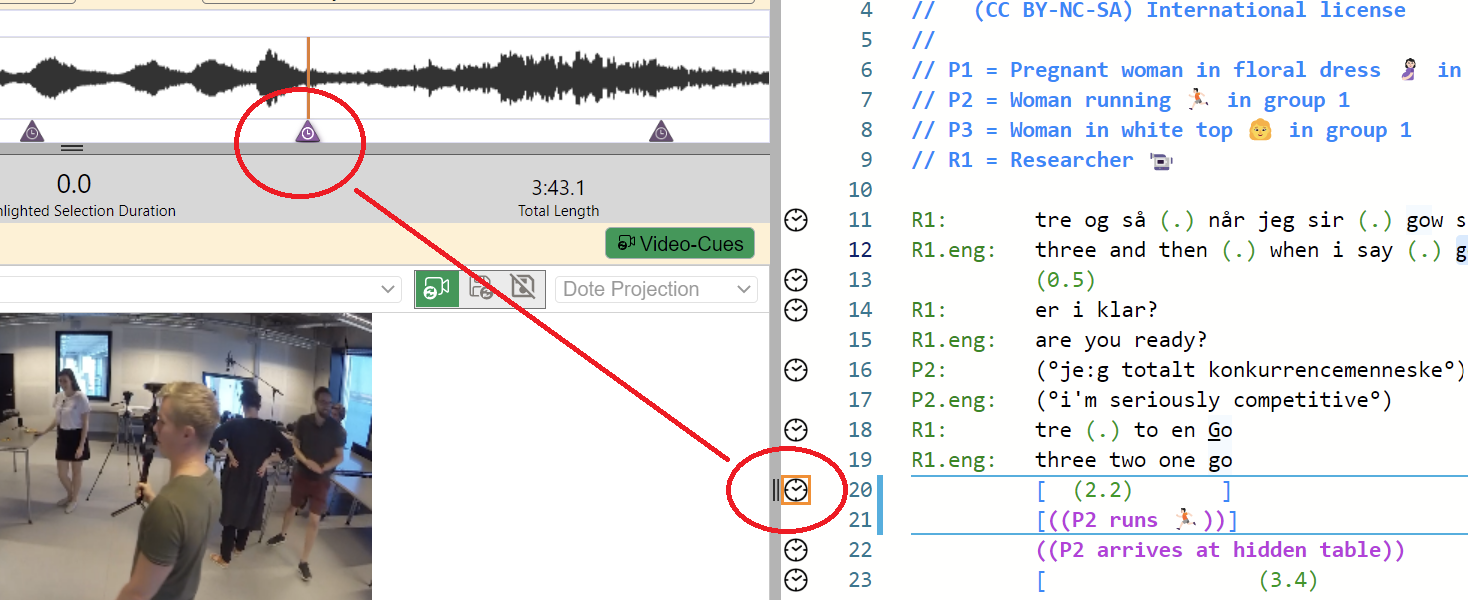 0.0
hlighted Selection Duration
3:43.1
Total Length
Video-Cues
Dote Projection
4 // (CC BY-NC-SA) International license
5 //
6 // P1 = Pregnant woman in floral dress 🤰🏻 in
7 // P2 = Woman running 🏃🏻 in group 1
8 // P3 = Woman in white top 👩🏼‍🦱 in group 1
9 // R1 = Researcher 📹
10
11 R1: tre og så (.) når jeg sir (.) gow s
12 R1.eng: three and then (.) when i say (.) g
13 (0.5)
14 R1: er i klar?
15 R1.eng: are you ready?
16 P2: (°je:g totalt konkurrencemenneske°)
17 P2.eng: (°i'm seriously competitive°)
18 R1: tre (.) to en Go
19 R1.eng: three two one go
20 [ (2.2) ]
21 [((P2 runs 🏃🏻))]
22 ((P2 arrives at hidden table))
23 [ (3.4)